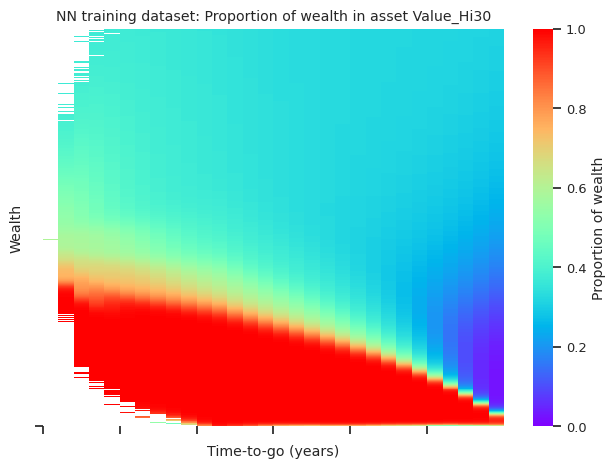 NN training dataset: Proportion of wealth in asset Value_Hi30
1.0
0.8
0.6
0.4
0.2
0.0
Proportion of wealth
Wealth
Time-to-go (years)